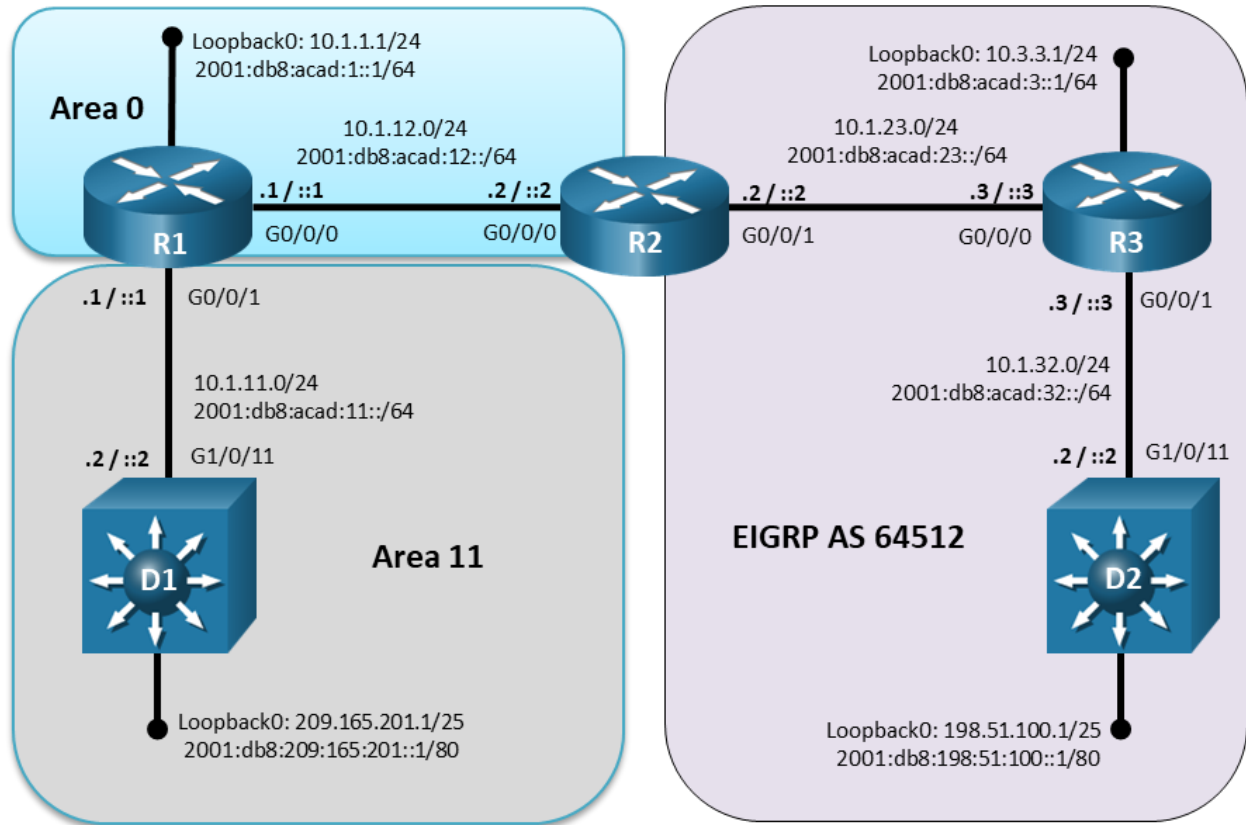 Loopback0: 10.1.1.1/24
2001:db8:acad:1::1/64
Area 0
10.1.12.0/24
2001:db8:acad:12::/64
.1 / ::1
.2 / ::2
G0/0/0
G0/0/0
R1
R2
Loopback0: 10.3.3.1/24
2001:db8:acad:3::1/64
10.1.23.0/24
2001:db8:acad:23::/64
.2 / ::2
.3 / ::3
G0/0/1
G0/0/0
R3
.1 / ::1
G0/0/1
10.1.11.0/24
2001:db8:acad:11::/64
.2 / ::2
G1/0/11
D1
Area 11
Loopback0: 209.165.201.1/25
2001:db8:209:165:201::1/80
.3 / ::3
G0/0/1
10.1.32.0/24
2001:db8:acad:32::/64
.2 / ::2
G1/0/11
EIGRP AS 64512
D2
Loopback0: 198.51.100.1/25
2001:db8:198:51:100::1/80